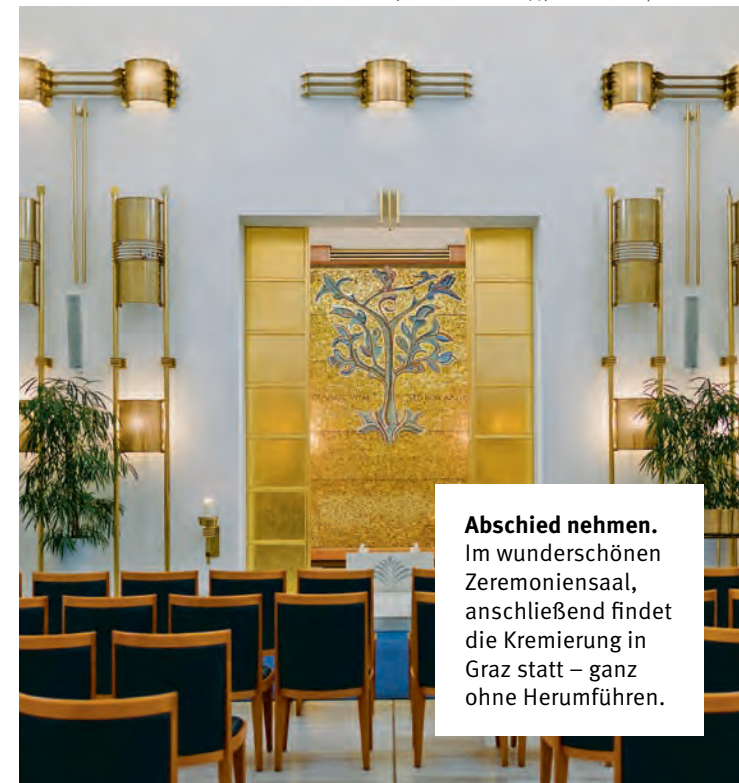 Abschied nehmen.
Im wunderschönen
Zeremoniensaal,
anschließend findet
die Kremierung in
Graz statt – ganz
ohne Herumführen.